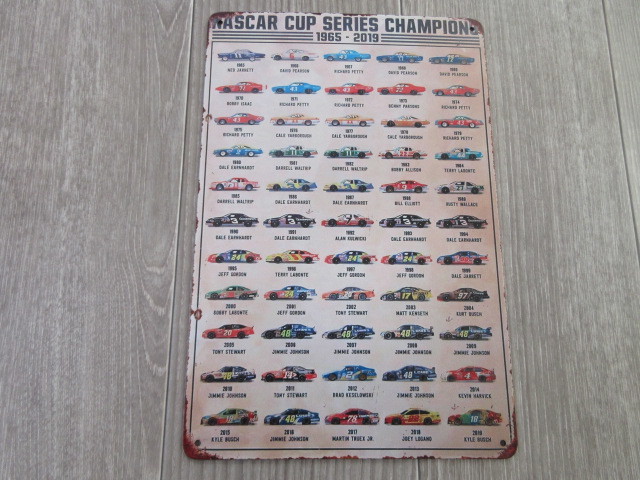 NASCAR CUP SERIES CHAMPIONS
1965 - 2019
1965 1966 1967 1968 1969
NED JARRETT DAVID PEARSON RICHARD PETTY DAVID PEARSON DAVID PEARSON
1970 1971 1972 1973 1974
BOBBY ISAAC RICHARD PETTY RICHARD PETTY BENNY PARSONS RICHARD PETTY
1975 1976 1977 1978 1979
RICHARD PETTY CALE YARBOROUGH CALE YARBOROUGH CALE YARBOROUGH RICHARD PETTY
1980 1981 1982 1983 1984
DALE EARNHARDT DARRELL WALTRIP DARRELL WALTRIP BOBBY ALLISON TERRY LABONTE
1985 1986 1987 1988 1989
DARRELL WALTRIP DALE EARNHARDT DALE EARNHARDT BILL ELLIOTT RUSTY WALLACE
1990 1991 1992 1993 1994
DALE EARNHARDT DALE EARNHARDT ALAN KULWICKI DALE EARNHARDT DALE EARNHARDT
1995 1996 1997 1998 1999
JEFF GORDON TERRY LABONTE JEFF GORDON JEFF GORDON DALE JARRETT
2000 2001 2002 2003 2004
BOBBY LABONTE JEFF GORDON TONY STEWART MATT KENSETH KURT BUSCH
2005 2006 2007 2008 2009
TONY STEWART JIMMIE JOHNSON JIMMIE JOHNSON JIMMIE JOHNSON JIMMIE JOHNSON
2010 2011 2012 2013 2014
JIMMIE JOHNSON TONY STEWART BRAD KESELOWSKI JIMMIE JOHNSON KEVIN HARVICK
2015 2016 2017 2018 2019
KYLE BUSCH JIMMIE JOHNSON MARTIN TRUEX JR. JOEY LOGANO KYLE BUSCH